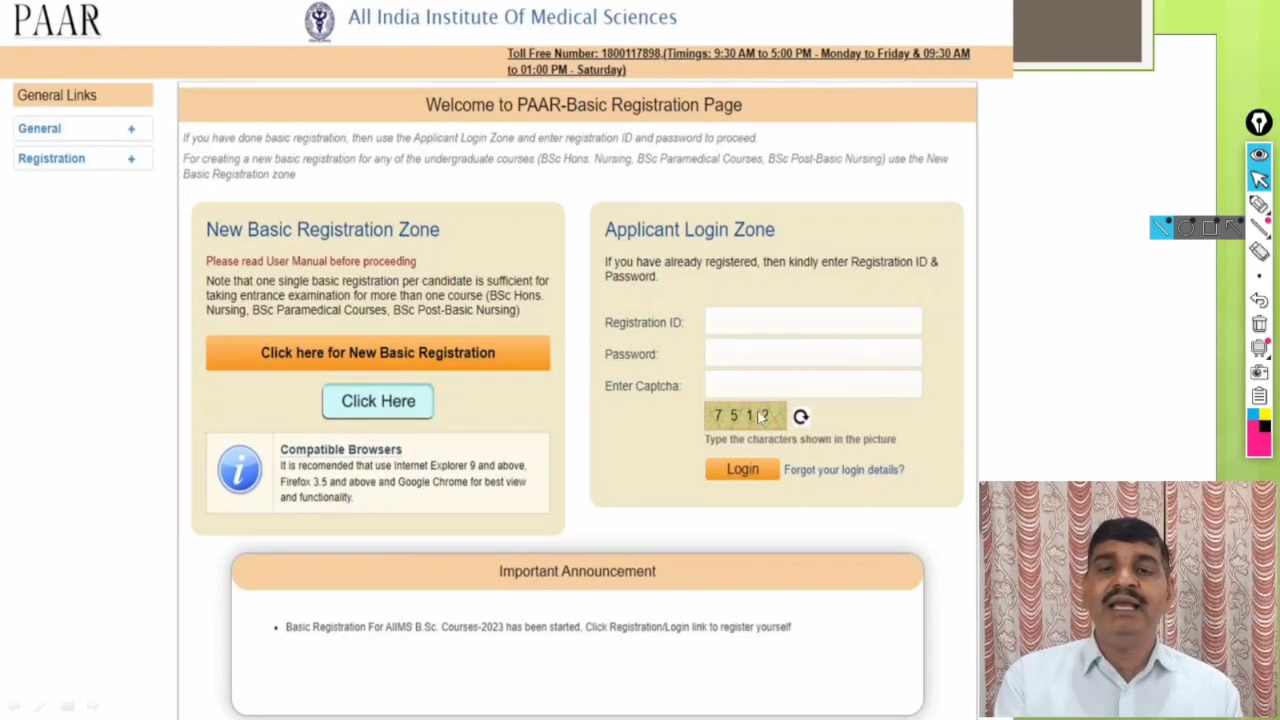 PAAR
All India Institute Of Medical Sciences
Toll Free Number: 1800117898,(Timings: 9:30 AM to 5:00 PM - Monday to Friday & 09:30 AM
to 01:00 PM - Saturday)
General Links
General +
Registration +
Welcome to PAAR-Basic Registration Page
If you have done basic registration, then use the Applicant Login Zone and enter registration ID and password to proceed.
For creating a new basic registration for any of the undergraduate courses (BSc Hons. Nursing, BSc Paramedical Courses, BSc Post-Basic Nursing) use the New
Basic Registration zone
New Basic Registration Zone
Please read User Manual before proceeding
Note that one single basic registration per candidate is sufficient for
taking entrance examination for more than one course (BSc Hons.
Nursing, BSc Paramedical Courses, BSc Post-Basic Nursing)
Click here for New Basic Registration
Click Here
Compatible Browsers
It is recomended that use Internet Explorer 9 and above,
Firefox 3.5 and above and Google Chrome for best view
and functionality.
Applicant Login Zone
If you have already registered, then kindly enter Registration ID &
Password.
Registration ID:
Password:
Enter Captcha:
7 5 1
Type the characters shown in the picture
Login Forgot your login details?
Important Announcement
• Basic Registration For AIIMS B.Sc. Courses-2023 has been started, Click Registration/Login link to register yourself